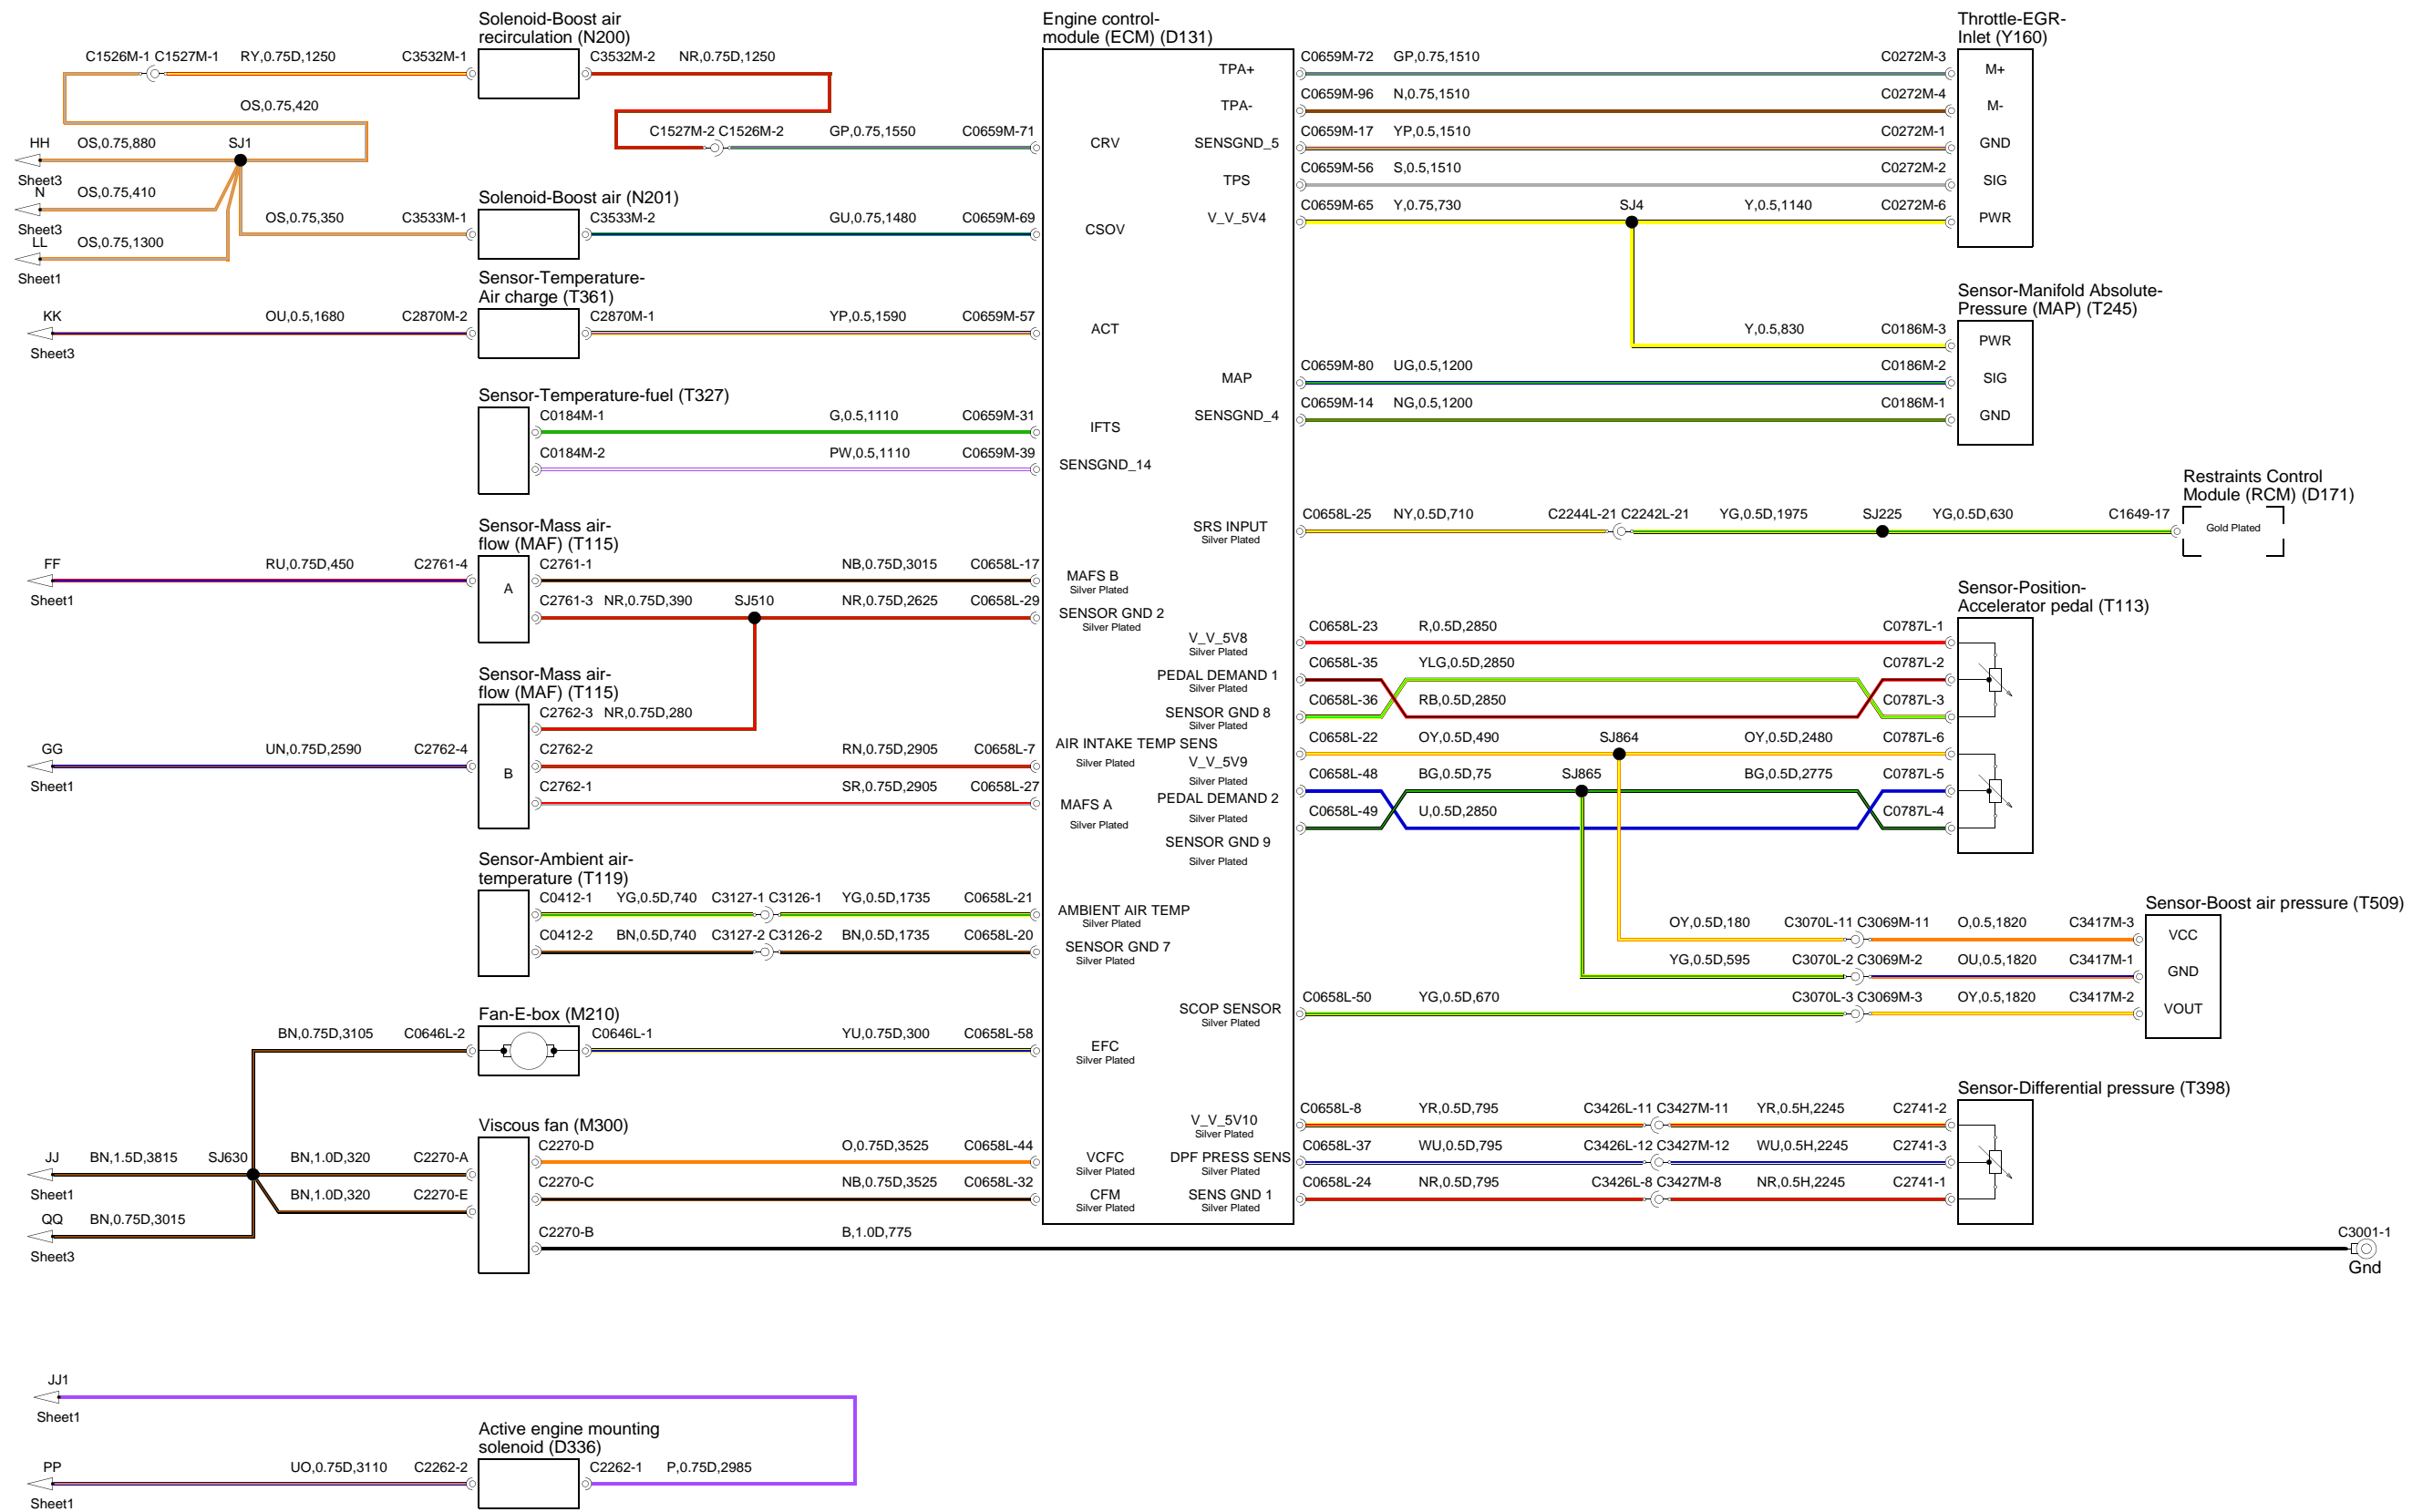 Solenoid-Boost air
recirculation (N200)
C1526M-1 C1527M-1 RY,0.75D,1250 C3532M-1
C3532M-2 NR,0.75D,1250
OS,0.75,420
C1527M-2 C1526M-2 GP,0.75,1550 C0659M-71
HH OS,0.75,880 SJ1
Sheet3
N OS,0.75,410
Sheet3
LL OS,0.75,1300
Sheet1
Solenoid-Boost air (N201)
OS,0.75,350 C3533M-1
C3533M-2 GU,0.75,1480 C0659M-69
Sensor-Temperature-
Air charge (T361)
KK OU,0.5,1680 C2870M-2
Sheet3
C2870M-1 YP,0.5,1590 C0659M-57
Sensor-Temperature-fuel (T327)
C0184M-1 G,0.5,1110 C0659M-31
C0184M-2 PW,0.5,1110 C0659M-39
Sensor-Mass air-
flow (MAF) (T115)
FF RU,0.75D,450 C2761-4
Sheet1
A
C2761-1 NB,0.75D,3015 C0658L-17
C2761-3 NR,0.75D,390 SJ510 NR,0.75D,2625 C0658L-29
Sensor-Mass air-
flow (MAF) (T115)
C2762-3 NR,0.75D,280
GG UN,0.75D,2590 C2762-4
Sheet1
B
C2762-2 RN,0.75D,2905 C0658L-7
C2762-1 SR,0.75D,2905 C0658L-27
Sensor-Ambient air-
temperature (T119)
C0412-1 YG,0.5D,740 C3127-1 C3126-1 YG,0.5D,1735 C0658L-21
C0412-2 BN,0.5D,740 C3127-2 C3126-2 BN,0.5D,1735 C0658L-20
Fan-E-box (M210)
BN,0.75D,3105 C0646L-2
C0646L-1 YU,0.75D,300 C0658L-58
Viscous fan (M300)
C2270-D O,0.75D,3525 C0658L-44
JJ BN,1.5D,3815 SJ630 BN,1.0D,320 C2270-A
Sheet1
BN,1.0D,320 C2270-E
C2270-C NB,0.75D,3525 C0658L-32
QQ BN,0.75D,3015
Sheet3
C2270-B B,1.0D,775
C3001-1
Gnd
JJ1
Sheet1
Active engine mounting
solenoid (D336)
PP UO,0.75D,3110 C2262-2
Sheet1
C2262-1 P,0.75D,2985
Engine control-
module (ECM) (D131)
TPA+
TPA-
CRV
SENSGND_5
TPS
V_V_5V4
CSOV
ACT
MAP
SENSGND_4
IFTS
SENSGND_14
SRS INPUT
Silver Plated
MAFS B
Silver Plated
SENSOR GND 2
Silver Plated
V_V_5V8
Silver Plated
PEDAL DEMAND 1
Silver Plated
SENSOR GND 8
Silver Plated
AIR INTAKE TEMP SENS
Silver Plated
V_V_5V9
Silver Plated
PEDAL DEMAND 2
Silver Plated
MAFS A
Silver Plated
SENSOR GND 9
Silver Plated
AMBIENT AIR TEMP
Silver Plated
SENSOR GND 7
Silver Plated
SCOP SENSOR
Silver Plated
EFC
Silver Plated
V_V_5V10
Silver Plated
VCFC
Silver Plated
DPF PRESS SENS
Silver Plated
CFM
Silver Plated
SENS GND 1
Silver Plated
Throttle-EGR-
Inlet (Y160)
C0659M-72 GP,0.75,1510 C0272M-3 M+
C0659M-96 N,0.75,1510 C0272M-4 M-
C0659M-17 YP,0.5,1510 C0272M-1 GND
C0659M-56 S,0.5,1510 C0272M-2 SIG
C0659M-65 Y,0.75,730 SJ4 Y,0.5,1140 C0272M-6 PWR
Sensor-Manifold Absolute-
Pressure (MAP) (T245)
Y,0.5,830 C0186M-3 PWR
C0659M-80 UG,0.5,1200 C0186M-2 SIG
C0659M-14 NG,0.5,1200 C0186M-1 GND
Restraints Control
Module (RCM) (D171)
C0658L-25 NY,0.5D,710 C2244L-21 C2242L-21 YG,0.5D,1975 SJ225 YG,0.5D,630 C1649-17
Gold Plated
Sensor-Position-
Accelerator pedal (T113)
C0658L-23 R,0.5D,2850 C0787L-1
C0658L-35 YLG,0.5D,2850 C0787L-2
C0658L-36 RB,0.5D,2850 C0787L-3
C0658L-22 OY,0.5D,490 SJ864 OY,0.5D,2480 C0787L-6
C0658L-48 BG,0.5D,75 SJ865 BG,0.5D,2775 C0787L-5
C0658L-49 U,0.5D,2850 C0787L-4
Sensor-Boost air pressure (T509)
OY,0.5D,180 C3070L-11 C3069M-11 O,0.5,1820 C3417M-3 VCC
YG,0.5D,595 C3070L-2 C3069M-2 OU,0.5,1820 C3417M-1 GND
C0658L-50 YG,0.5D,670 C3070L-3 C3069M-3 OY,0.5,1820 C3417M-2 VOUT
Sensor-Differential pressure (T398)
C0658L-8 YR,0.5D,795 C3426L-11 C3427M-11 YR,0.5H,2245 C2741-2
C0658L-37 WU,0.5D,795 C3426L-12 C3427M-12 WU,0.5H,2245 C2741-3
C0658L-24 NR,0.5D,795 C3426L-8 C3427M-8 NR,0.5H,2245 C2741-1